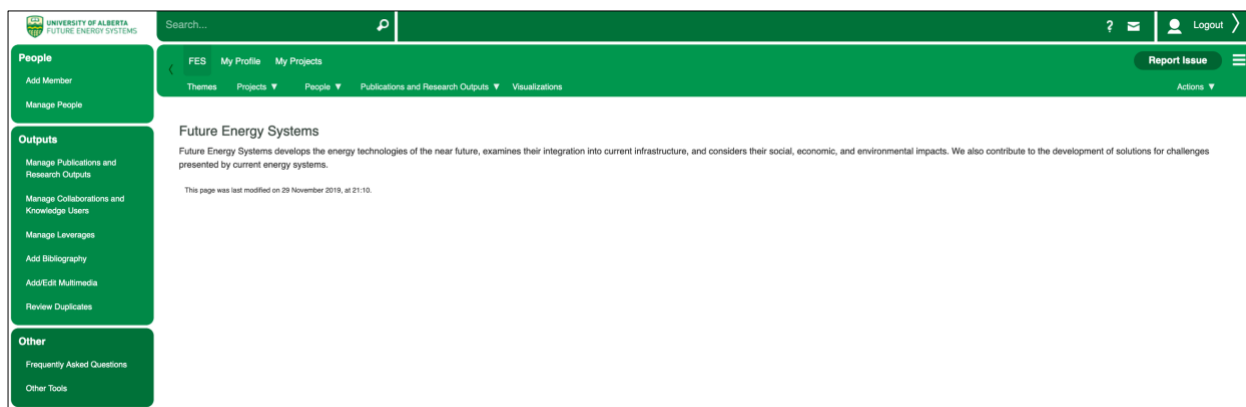 UNIVERSITY OF ALBERTA
FUTURE ENERGY SYSTEMS
Search...
?
Logout
People
Add Member
Manage People
Outputs
Manage Publications and
Research Outputs
Manage Collaborations and
Knowledge Users
Manage Leverages
Add Bibliography
Add/Edit Multimedia
Review Duplicates
Other
Frequently Asked Questions
Other Tools
FES My Profile My Projects
Report Issue
Themes Projects ▼ People ▼ Publications and Research Outputs ▼ Visualizations
Actions ▼
Future Energy Systems
Future Energy Systems develops the energy technologies of the near future, examines their integration into current infrastructure, and considers their social, economic, and environmental impacts. We also contribute to the development of solutions for challenges
presented by current energy systems.
This page was last modified on 29 November 2019, at 21:10.